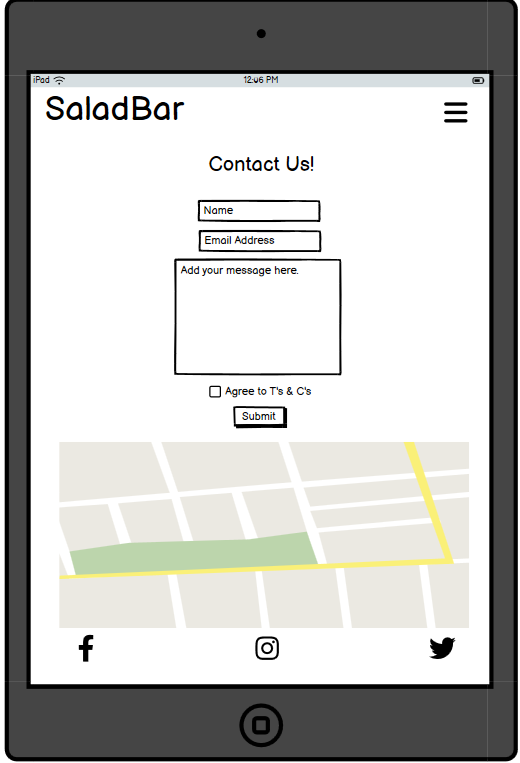 iPad 12:06 PM
SaladBar
Contact Us!
Name
Email Address
Add your message here.
Agree to T's & C's
Submit